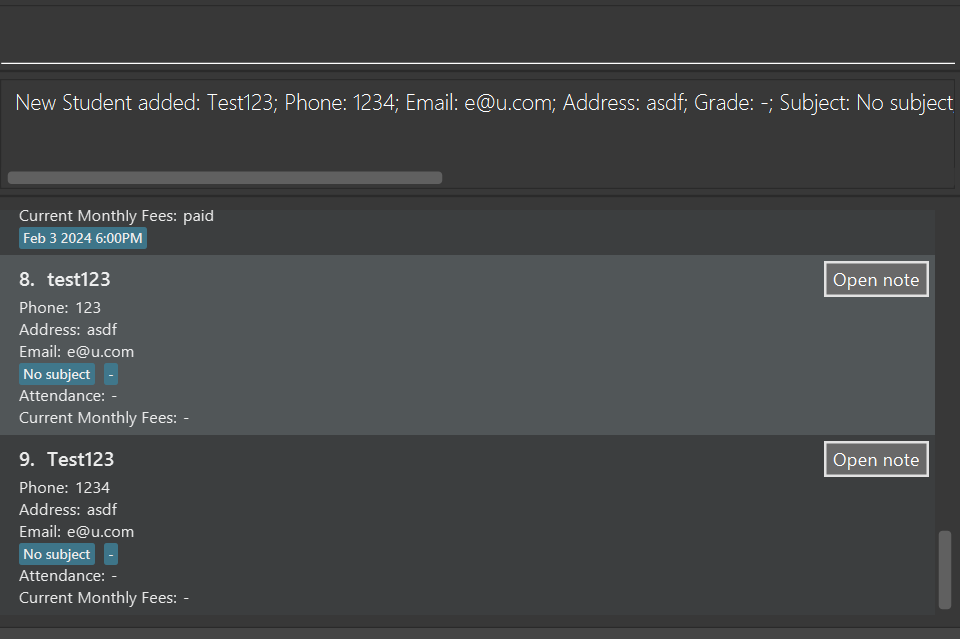 New Student added: Test123; Phone: 1234; Email: e@u.com; Address: asdf; Grade: -; Subject: No subject
Current Monthly Fees: paid
Feb 3 2024 6:00PM
8. test123
Open note
Phone: 123
Address: asdf
Email: e@u.com
No subject -
Attendance: -
Current Monthly Fees: -
9. Test123
Open note
Phone: 1234
Address: asdf
Email: e@u.com
No subject -
Attendance: -
Current Monthly Fees: -